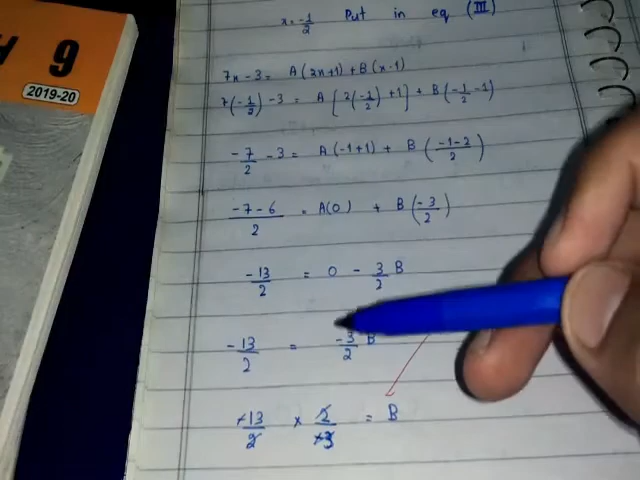 x = -1/2 Put in eq (III)
6
2019-20
7x - 3 = A(2x+1) + B(x-1)
7(-1/2) - 3 = A[2(-1/2)+1] + B(-1/2-1)
-7/2 - 3 = A(-1+1) + B(-1-2/2)
-7-6/2 = A(0) + B(-3/2)
-13/2 = 0 - 3/2 B
-13/2 = -3/2 B
+13/2 × 2/+3 = B